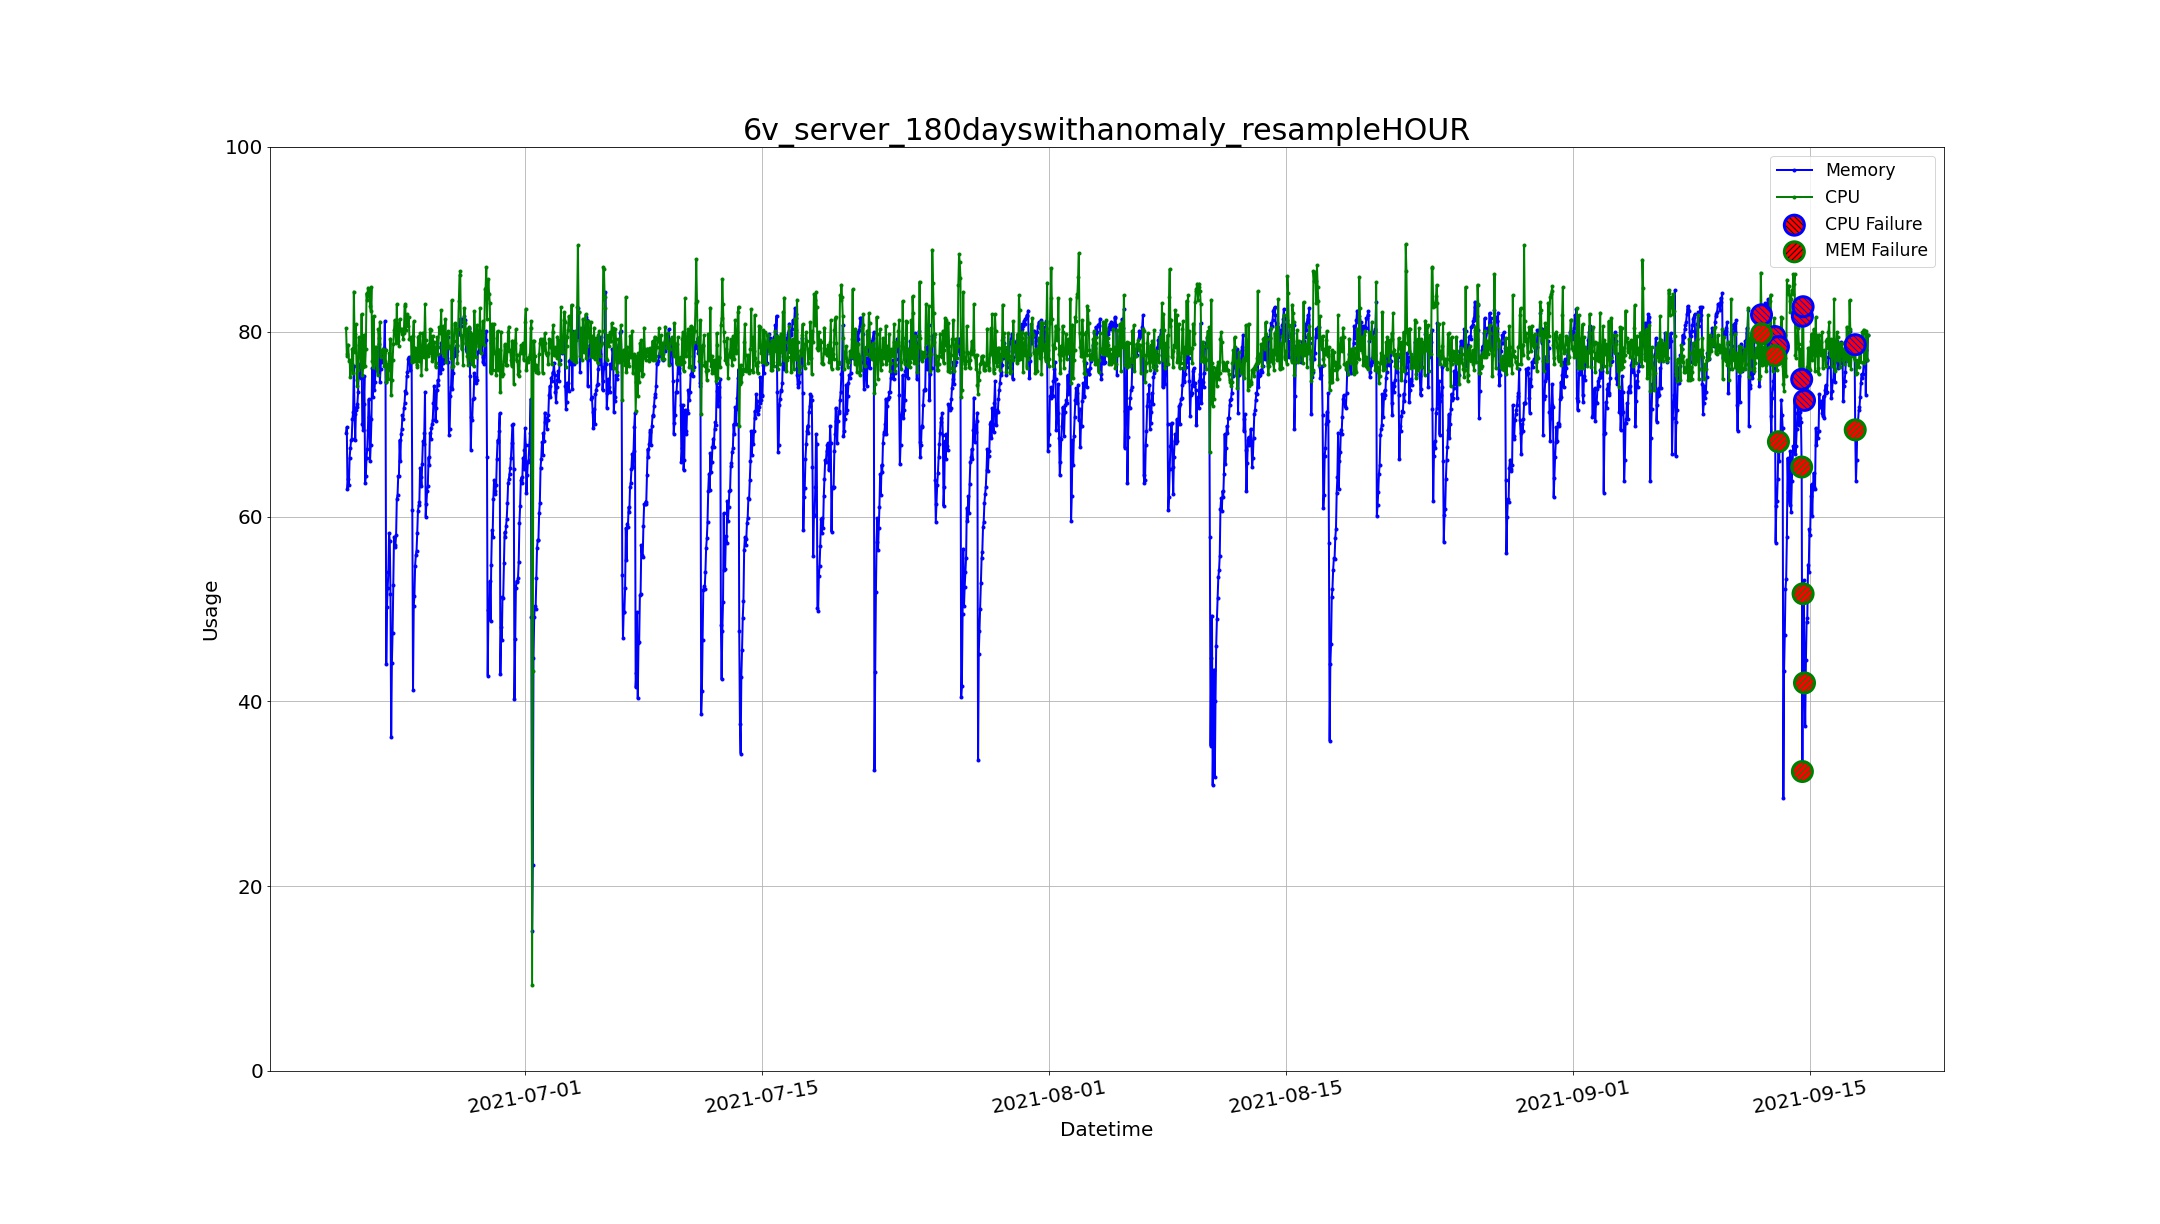 6v_server_180dayswithanomaly_resampleHOUR
100
80
60
40
20
0
Usage
Memory
CPU
CPU Failure
MEM Failure
2021-07-01
2021-07-15
2021-08-01
2021-08-15
2021-09-01
2021-09-15
Datetime